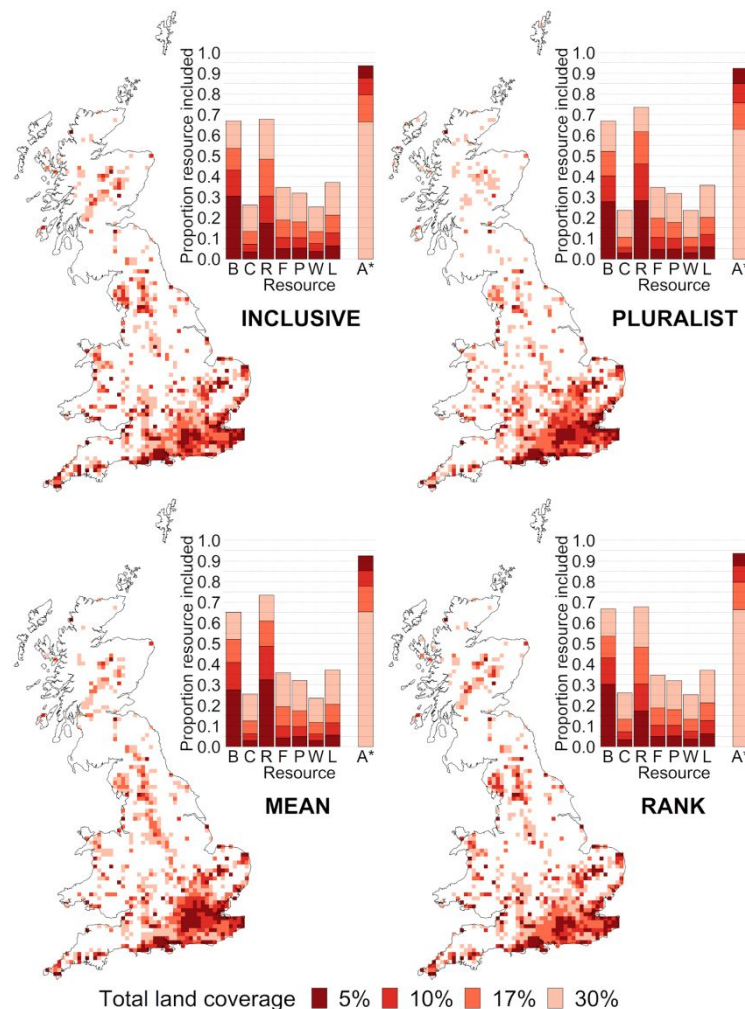 Proportion resource included
1.0
0.9
0.8
0.7
0.6
0.5
0.4
0.3
0.2
0.1
0.0
B C R F P W L A*
Resource
INCLUSIVE
Proportion resource included
1.0
0.9
0.8
0.7
0.6
0.5
0.4
0.3
0.2
0.1
0.0
B C R F P W L A*
Resource
PLURALIST
Proportion resource included
1.0
0.9
0.8
0.7
0.6
0.5
0.4
0.3
0.2
0.1
0.0
B C R F P W L A*
Resource
MEAN
Proportion resource included
1.0
0.9
0.8
0.7
0.6
0.5
0.4
0.3
0.2
0.1
0.0
B C R F P W L A*
Resource
RANK
Total land coverage 5% 10% 17% 30%